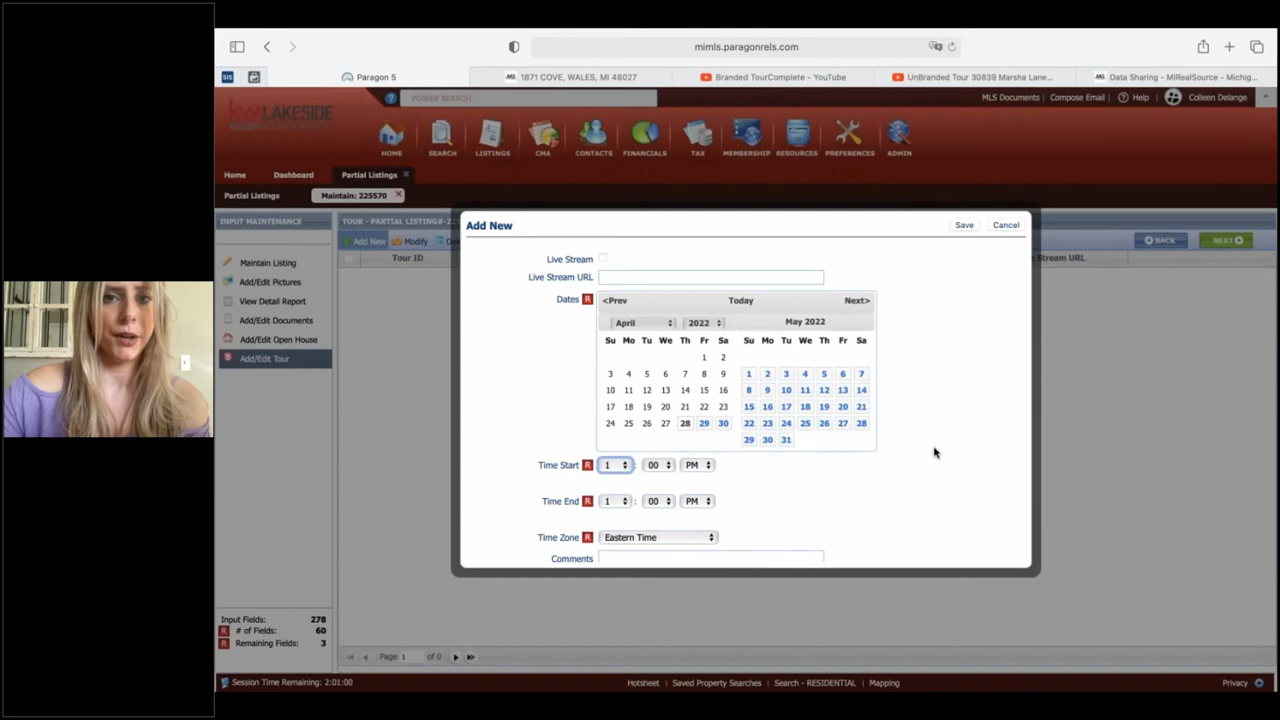 mimls.paragonrels.com
SIS
Paragon 5
1871 COVE, WALES, MI 48027
Branded TourComplete - YouTube
UnBranded Tour 30839 Marsha Lane...
Data Sharing - MiRealSource - Michig...
kw LAKESIDE
POWER SEARCH
MLS Documents | Compose Email | Help | Colleen Delange
HOME SEARCH LISTINGS CMA CONTACTS FINANCIALS TAX MEMBERSHIP RESOURCES PREFERENCES ADMIN
Home Dashboard Partial Listings
Partial Listings Maintain: 225570
INPUT MAINTENANCE
Maintain Listing
Add/Edit Pictures
View Detail Report
Add/Edit Documents
Add/Edit Open House
Add/Edit Tour
Input Fields: 278
R # of Fields: 60
R Remaining Fields: 3
TOUR - PARTIAL LISTING#-22
Add New Modify
BACK NEXT
Tour ID
Stream URL
Add New Save Cancel
Live Stream
Live Stream URL
Dates R
<Prev Today Next>
April 2022 May 2022
Su Mo Tu We Th Fr Sa Su Mo Tu We Th Fr Sa
1 2
3 4 5 6 7 8 9 1 2 3 4 5 6 7
10 11 12 13 14 15 16 8 9 10 11 12 13 14
17 18 19 20 21 22 23 15 16 17 18 19 20 21
24 25 26 27 28 29 30 22 23 24 25 26 27 28
29 30 31
Time Start R 1 : 00 PM
Time End R 1 : 00 PM
Time Zone R Eastern Time
Comments
Page 1 of 0
Session Time Remaining: 2:01:00
Hotsheet | Saved Property Searches | Search - RESIDENTIAL | Mapping
Privacy